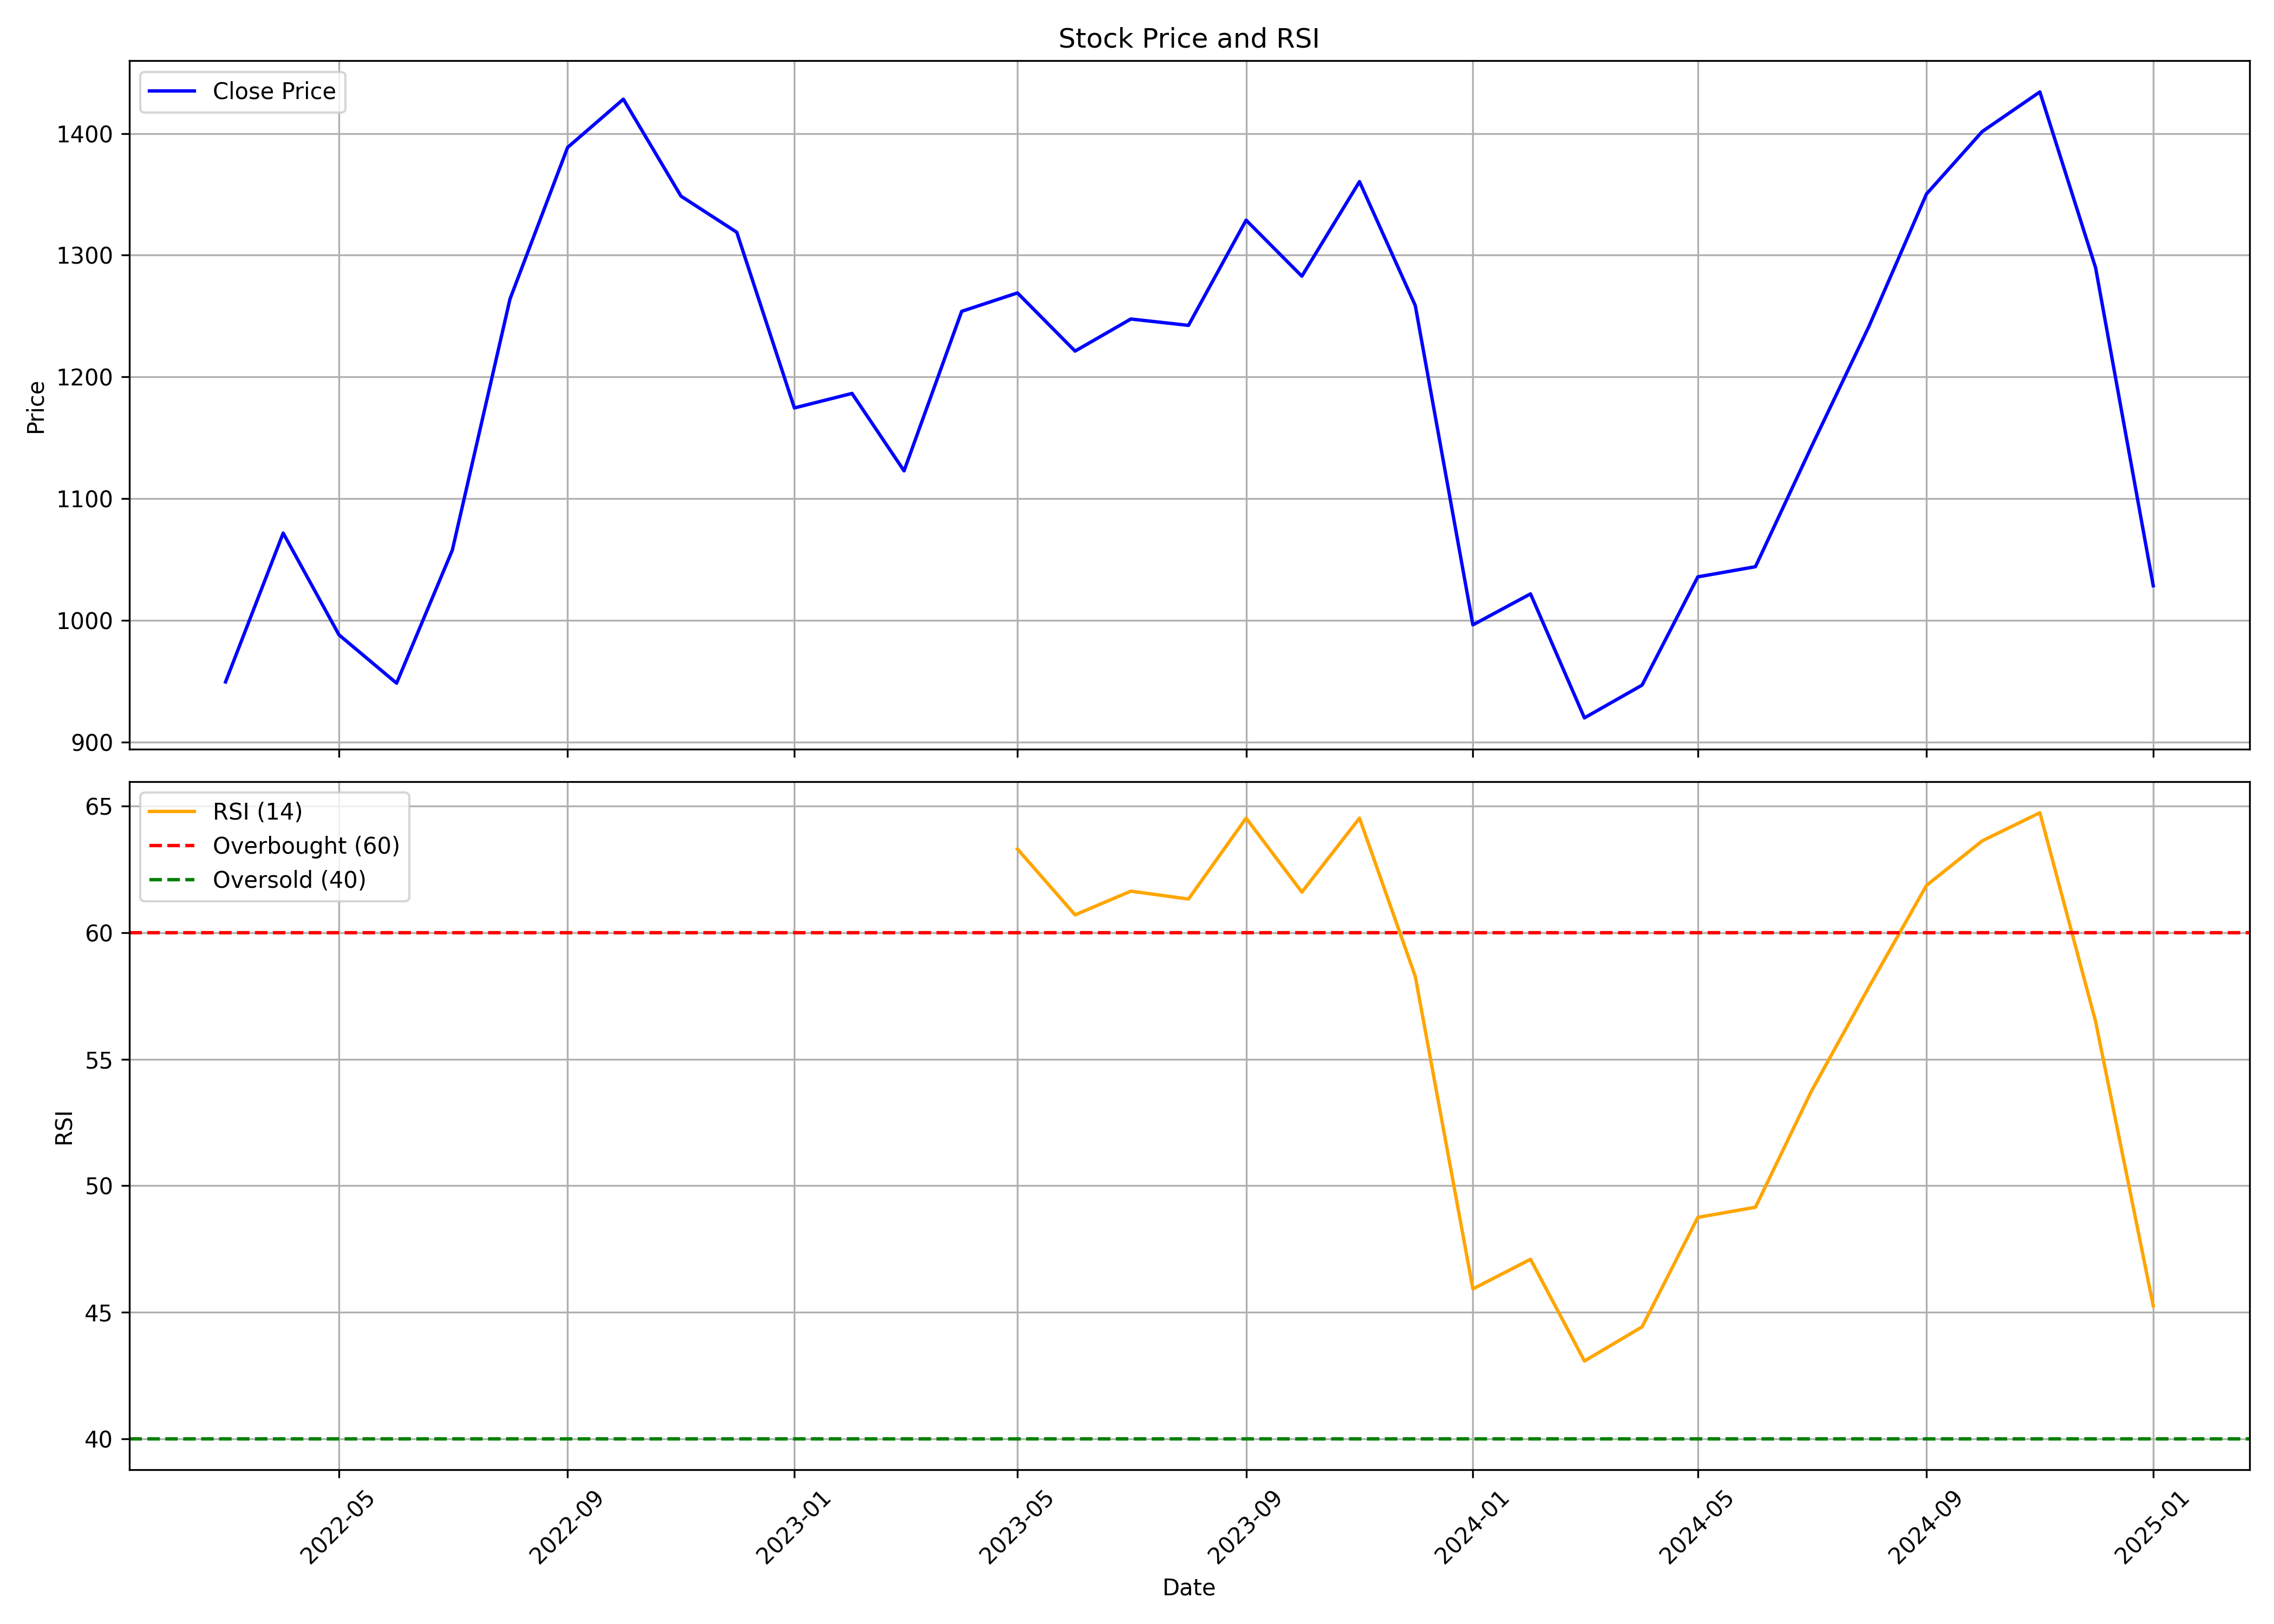 Stock Price and RSI
Close Price
1400
1300
1200
1100
1000
900
Price
RSI (14)
Overbought (60)
Oversold (40)
65
60
55
50
45
40
RSI
2022-05
2022-09
2023-01
2023-05
2023-09
2024-01
2024-05
2024-09
2025-01
Date